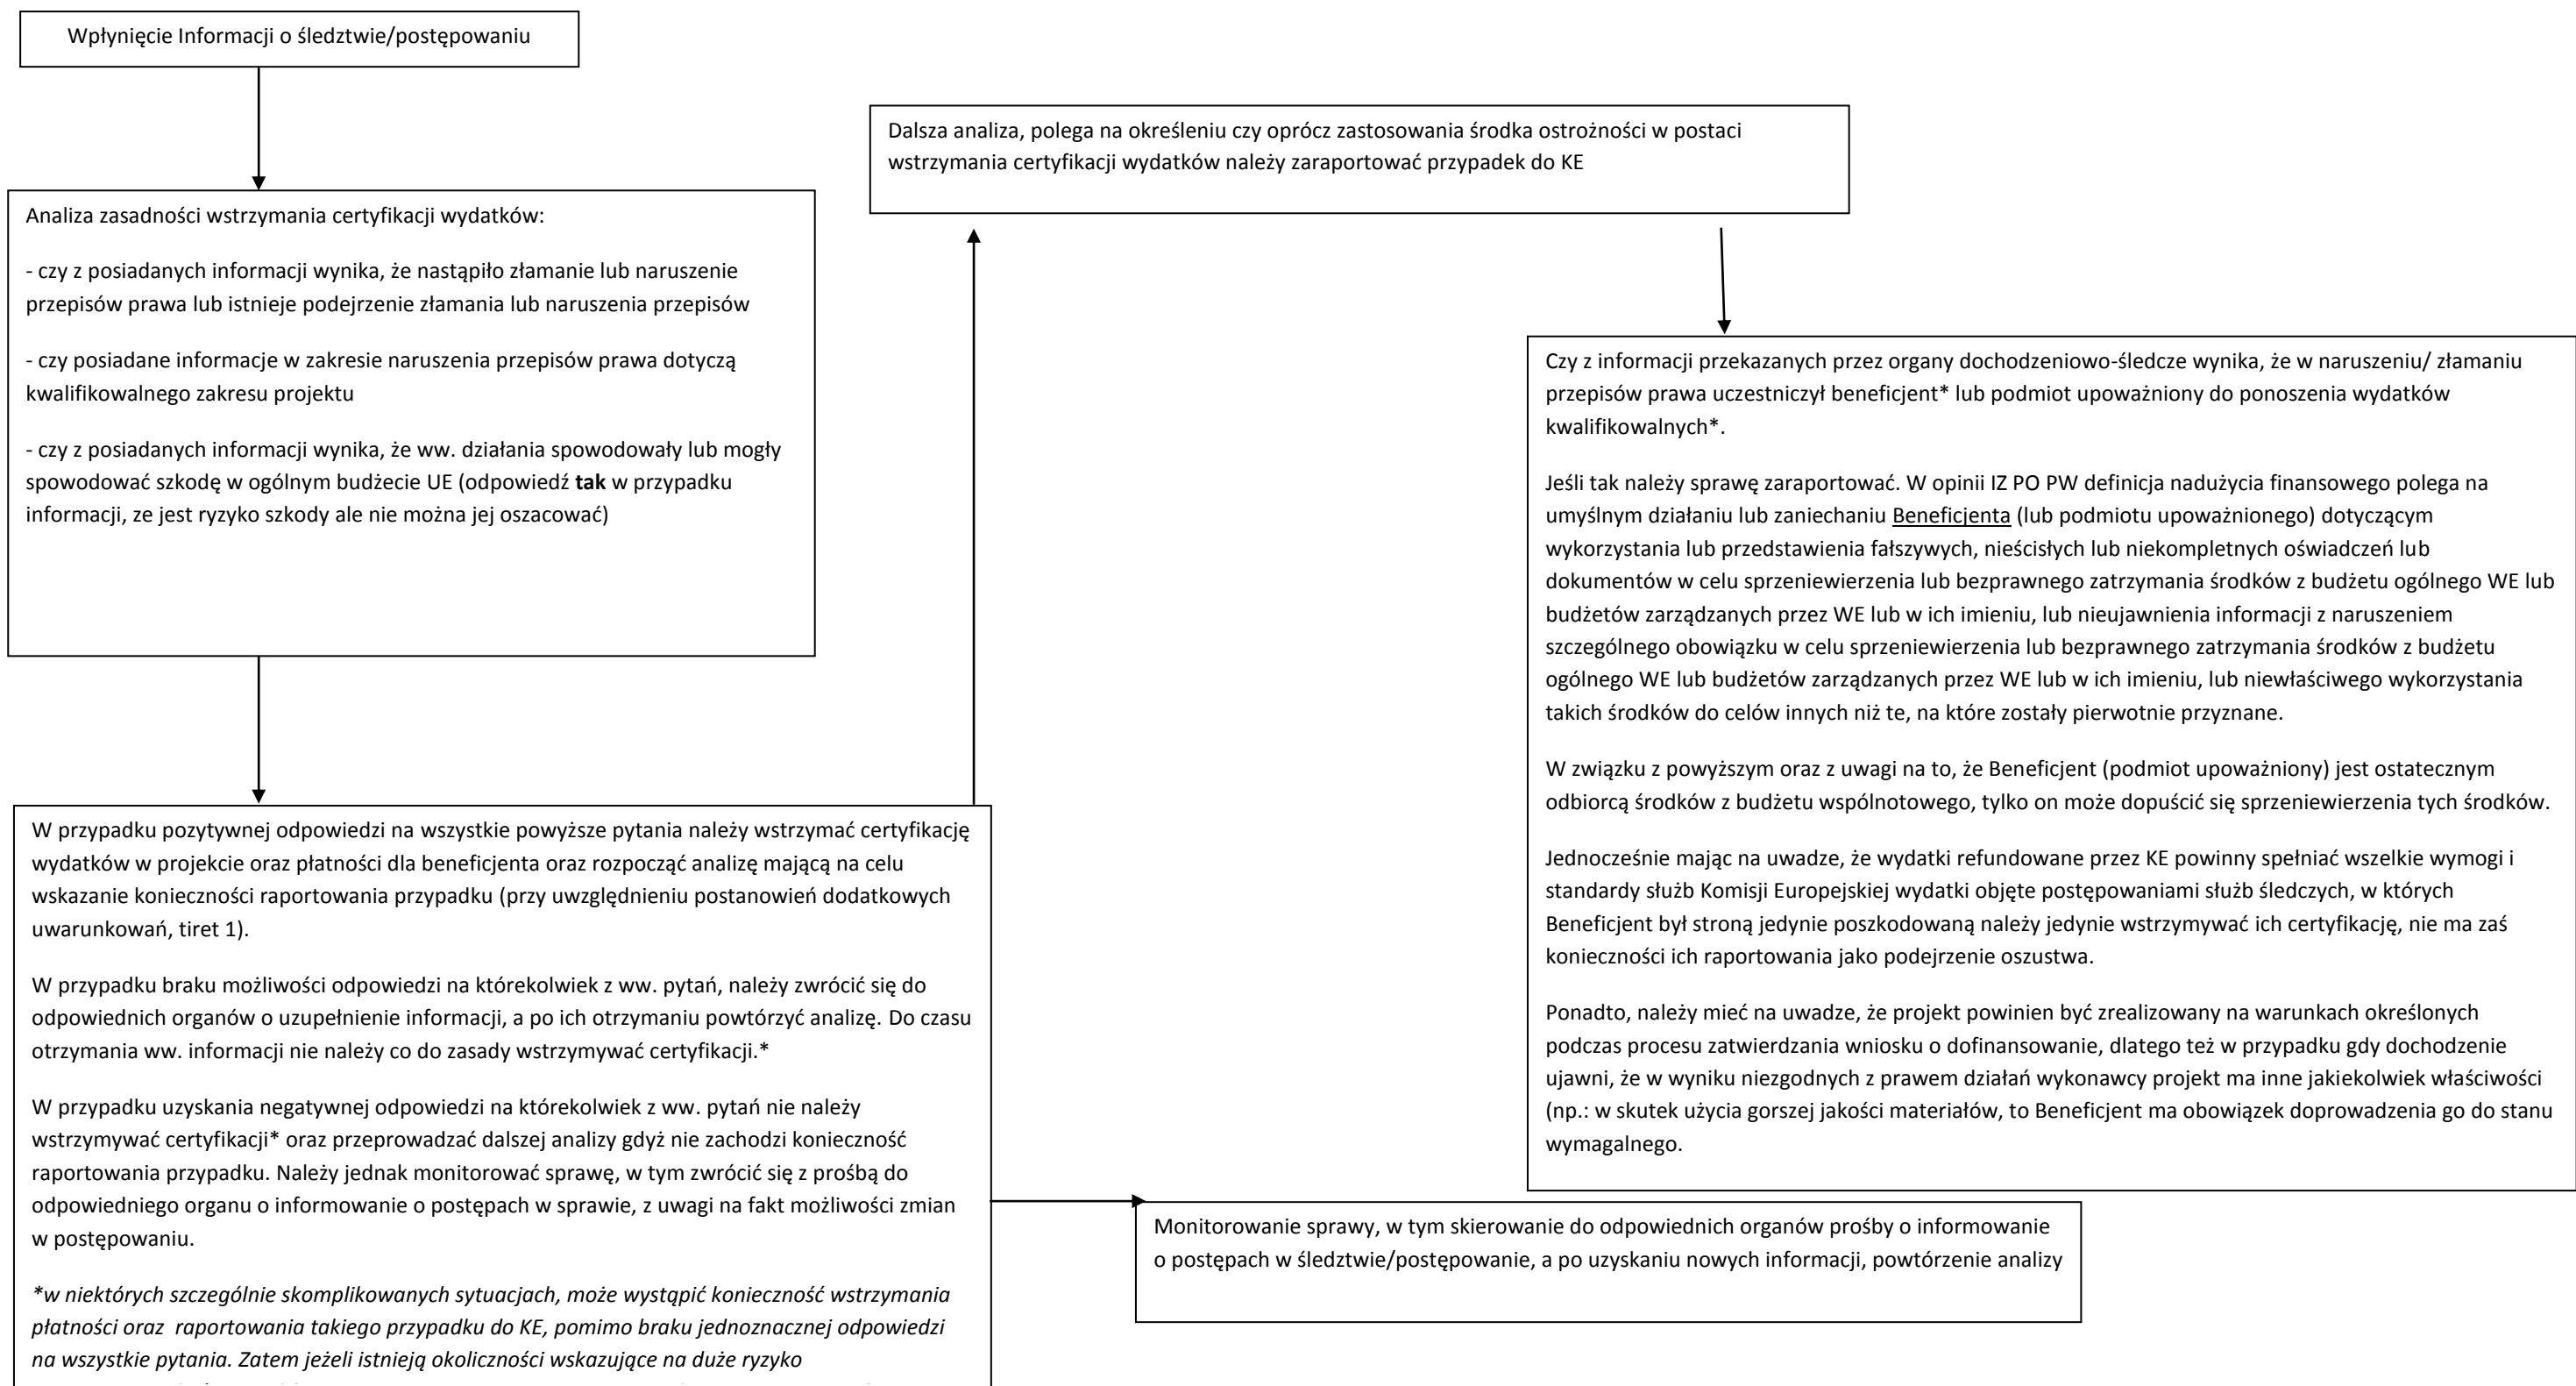 Wpłynięcie Informacji o śledztwie/postępowaniu
Analiza zasadności wstrzymania certyfikacji wydatków:
- czy z posiadanych informacji wynika, że nastąpiło złamanie lub naruszenie
przepisów prawa lub istnieje podejrzenie złamania lub naruszenia przepisów
- czy posiadane informacje w zakresie naruszenia przepisów prawa dotyczą
kwalifikowalnego zakresu projektu
- czy z posiadanych informacji wynika, że ww. działania spowodowały lub mogły
spowodować szkodę w ogólnym budżecie UE (odpowiedź tak w przypadku
informacji, ze jest ryzyko szkody ale nie można jej oszacować)
W przypadku pozytywnej odpowiedzi na wszystkie powyższe pytania należy wstrzymać certyfikację
wydatków w projekcie oraz płatności dla beneficjenta oraz rozpocząć analizę mającą na celu
wskazanie konieczności raportowania przypadku (przy uwzględnieniu postanowień dodatkowych
uwarunkowań, tiret 1).
W przypadku braku możliwości odpowiedzi na którekolwiek z ww. pytań, należy zwrócić się do
odpowiednich organów o uzupełnienie informacji, a po ich otrzymaniu powtórzyć analizę. Do czasu
otrzymania ww. informacji nie należy co do zasady wstrzymywać certyfikacji.*
W przypadku uzyskania negatywnej odpowiedzi na którekolwiek z ww. pytań nie należy
wstrzymywać certyfikacji* oraz przeprowadzać dalszej analizy gdyż nie zachodzi konieczność
raportowania przypadku. Należy jednak monitorować sprawę, w tym zwrócić się z prośbą do
odpowiedniego organu o informowanie o postępach w sprawie, z uwagi na fakt możliwości zmian
w postępowaniu.
*w niektórych szczególnie skomplikowanych sytuacjach, może wystąpić konieczność wstrzymania
płatności oraz raportowania takiego przypadku do KE, pomimo braku jednoznacznej odpowiedzi
na wszystkie pytania. Zatem jeżeli istnieją okoliczności wskazujące na duże ryzyko
Dalsza analiza, polega na określeniu czy oprócz zastosowania środka ostrożności w postaci
wstrzymania certyfikacji wydatków należy zaraportować przypadek do KE
Czy z informacji przekazanych przez organy dochodzeniowo-śledcze wynika, że w naruszeniu/ złamaniu
przepisów prawa uczestniczył beneficjent* lub podmiot upoważniony do ponoszenia wydatków
kwalifikowalnych*.
Jeśli tak należy sprawę zaraportować. W opinii IZ PO PW definicja nadużycia finansowego polega na
umyślnym działaniu lub zaniechaniu Beneficjenta (lub podmiotu upoważnionego) dotyczącym
wykorzystania lub przedstawienia fałszywych, nieścisłych lub niekompletnych oświadczeń lub
dokumentów w celu sprzeniewierzenia lub bezprawnego zatrzymania środków z budżetu ogólnego WE lub
budżetów zarządzanych przez WE lub w ich imieniu, lub nieujawnienia informacji z naruszeniem
szczególnego obowiązku w celu sprzeniewierzenia lub bezprawnego zatrzymania środków z budżetu
ogólnego WE lub budżetów zarządzanych przez WE lub w ich imieniu, lub niewłaściwego wykorzystania
takich środków do celów innych niż te, na które zostały pierwotnie przyznane.
W związku z powyższym oraz z uwagi na to, że Beneficjent (podmiot upoważniony) jest ostatecznym
odbiorcą środków z budżetu wspólnotowego, tylko on może dopuścić się sprzeniewierzenia tych środków.
Jednocześnie mając na uwadze, że wydatki refundowane przez KE powinny spełniać wszelkie wymogi i
standardy służb Komisji Europejskiej wydatki objęte postępowaniami służb śledczych, w których
Beneficjent był stroną jedynie poszkodowaną należy jedynie wstrzymywać ich certyfikację, nie ma zaś
konieczności ich raportowania jako podejrzenie oszustwa.
Ponadto, należy mieć na uwadze, że projekt powinien być zrealizowany na warunkach określonych
podczas procesu zatwierdzania wniosku o dofinansowanie, dlatego też w przypadku gdy dochodzenie
ujawni, że w wyniku niezgodnych z prawem działań wykonawcy projekt ma inne jakiekolwiek właściwości
(np.: w skutek użycia gorszej jakości materiałów, to Beneficjent ma obowiązek doprowadzenia go do stanu
wymagalnego.
Monitorowanie sprawy, w tym skierowanie do odpowiednich organów prośby o informowanie
o postępach w śledztwie/postępowanie, a po uzyskaniu nowych informacji, powtórzenie analizy